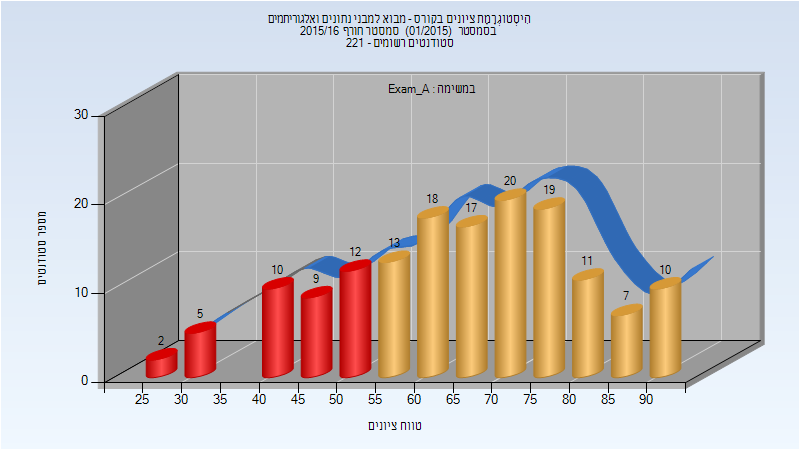 הִיסְטוֹגְרָמַת ציונים בקורס - מבוא למבני נתונים ואלגוריתמים
בסמסטר (01/2015) סמסטר חורף 2015/16
סטודנטים רשומים - 221
במשימה : Exam_A
מספר סטודנטים
30
20
10
0
2
5
10
9
12
13
18
17
20
19
11
7
10
25 30 35 40 45 50 55 60 65 70 75 80 85 90
טווח ציונים